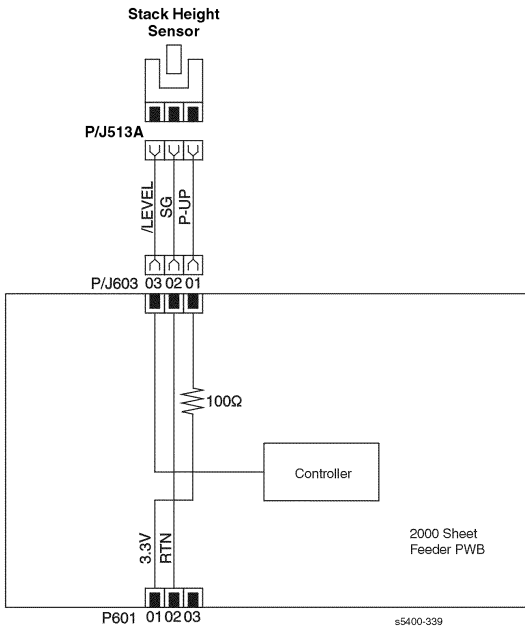 Stack Height
Sensor
P/J513A
/LEVEL
SG
P-UP
P/J603 03 02 01
100Ω
Controller
3.3V
RTN
2000 Sheet
Feeder PWB
P601 01 02 03
s5400-339